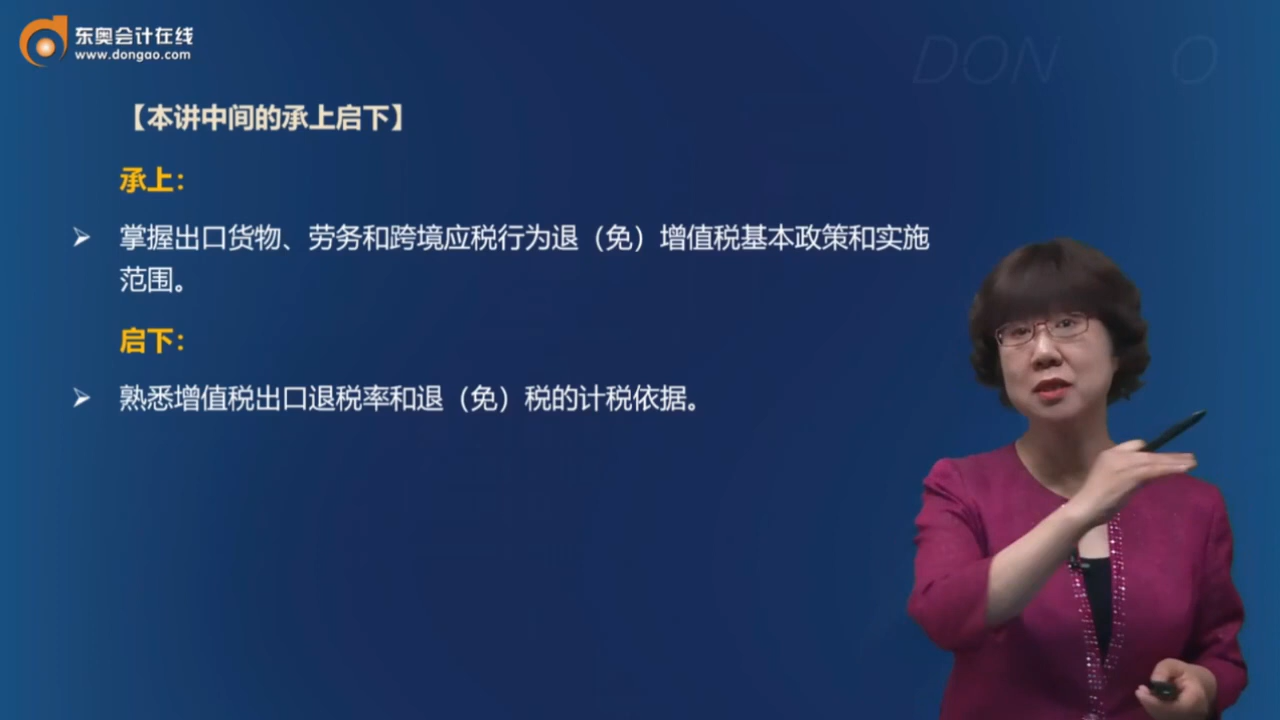 东奥会计在线
www.dongao.com
DON O
【本讲中间的承上启下】
承上：
➢ 掌握出口货物、劳务和跨境应税行为退（免）增值税基本政策和实施
范围。
启下：
➢ 熟悉增值税出口退税率和退（免）税的计税依据。